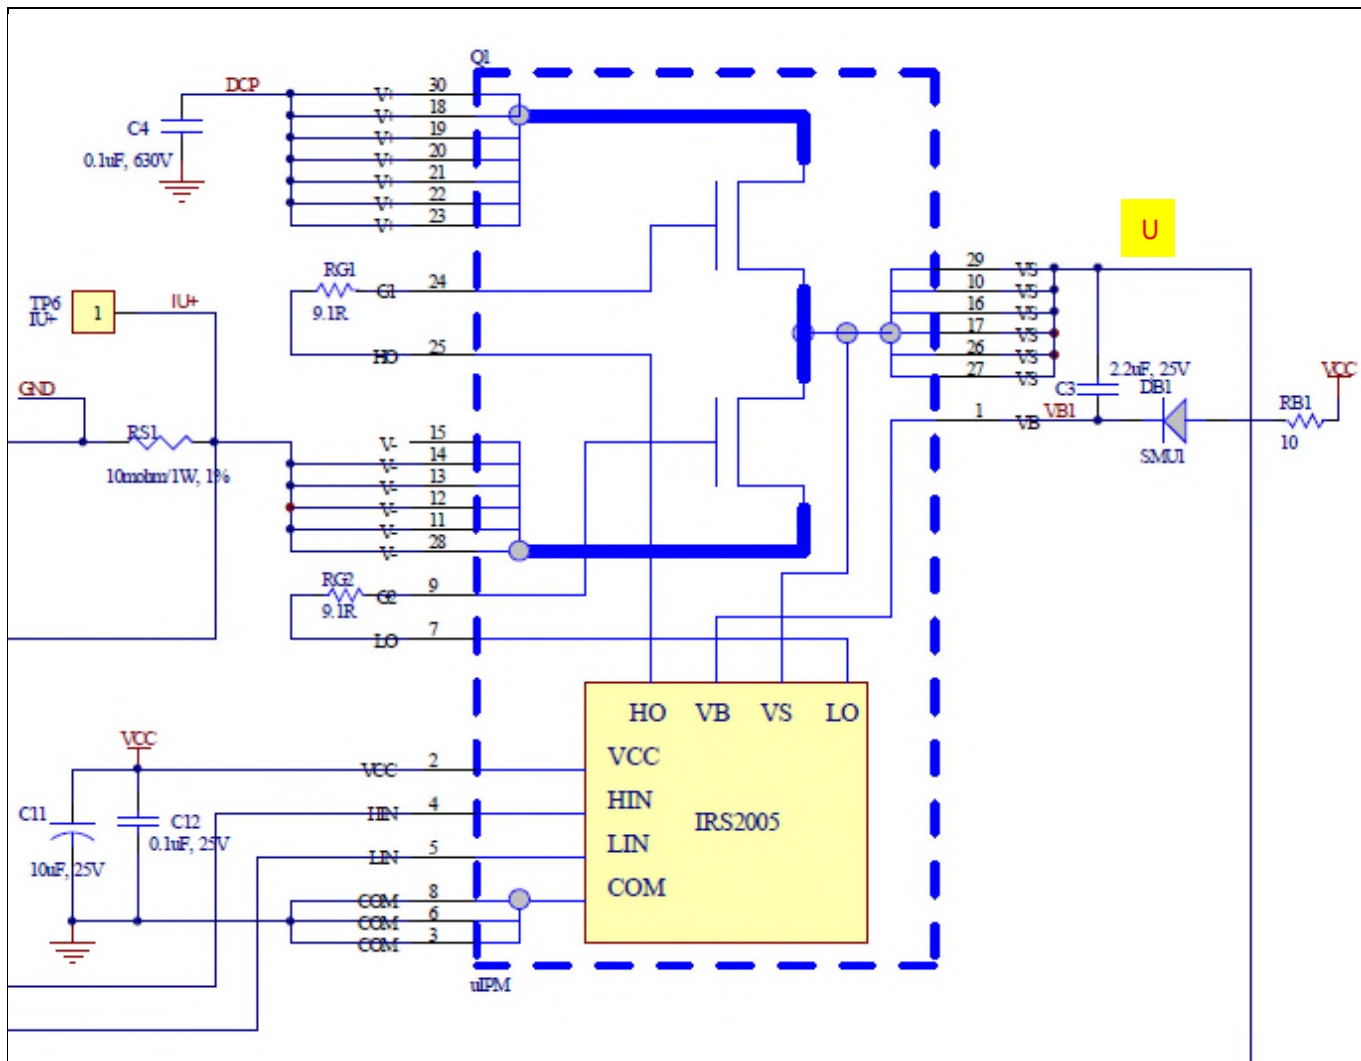 Q1
DCP
30
V+
18
V+
19
V+
20
V+
21
V+
22
V+
23
V+
C4
0.1uF, 630V
U
RG1
9.1R
G1
24
HO
25
TP6
IU+
1
IU+
GND
RS1
10mohm/1W, 1%
29
VS
10
VS
16
VS
17
VS
26
VS
27
VS
1
VB
VB1
2.2uF, 25V
C3
DB1
SMU1
VCC
RB1
10
15
V-
14
V-
13
V-
12
V-
11
V-
28
V-
RG2
9.1R
G2
9
LO
7
HO VB VS LO
VCC
HIN
LIN
COM
IRS2005
VCC
VCC
2
HIN
4
LIN
5
COM
8
COM
6
COM
3
C11
10uF, 25V
C12
0.1uF, 25V
uIPM